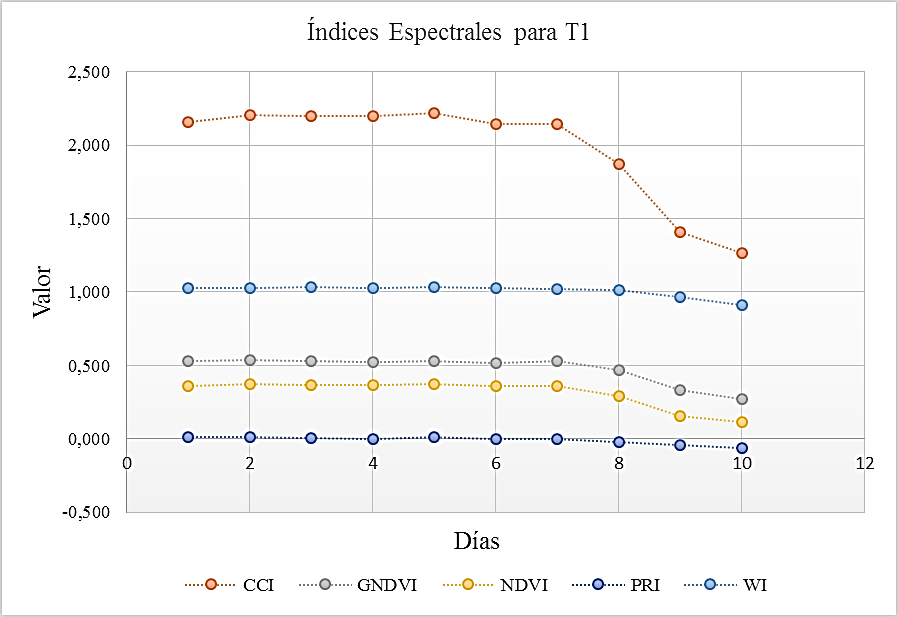 Índices Espectrales para T1
2,500
2,000
1,500
1,000
0,500
0,000
-0,500
0 2 4 6 8 10 12
Valor
Días
CCI GNDVI NDVI PRI WI